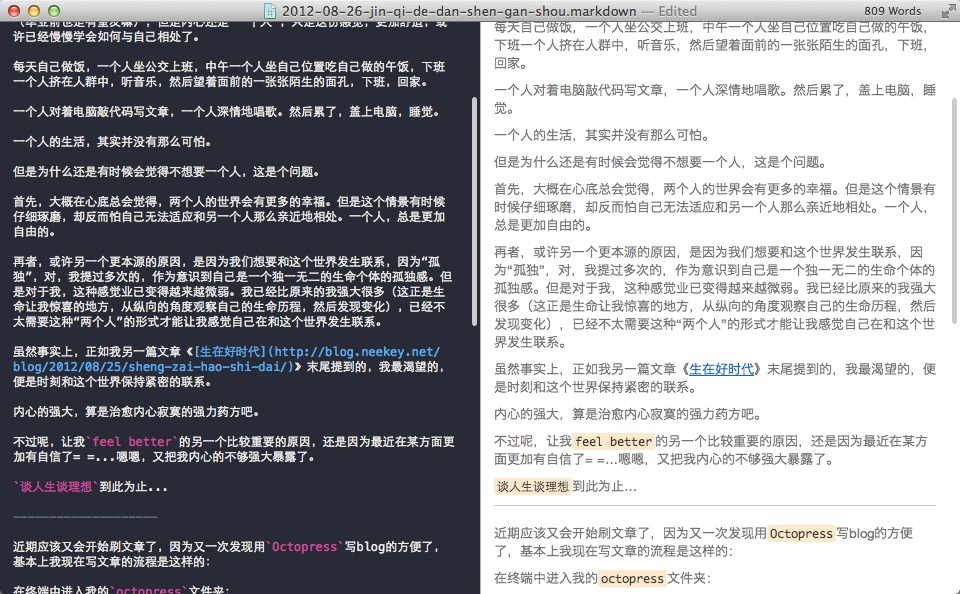 2012-08-26-jin-qi-de-dan-shen-gan-shou.markdown — Edited
809 Words
许已经慢慢学会如何与自己相处了。
每天自己做饭，一个人坐公交上班，中午一个人坐自己位置吃自己做的午饭，下班
一个人挤在人群中，听音乐，然后望着面前的一张张陌生的面孔，下班，回家。
一个人对着电脑敲代码写文章，一个人深情地唱歌。然后累了，盖上电脑，睡觉。
一个人的生活，其实并没有那么可怕。
但是为什么还是有时候会觉得不想要一个人，这是个问题。
首先，大概在心底总会觉得，两个人的世界会有更多的幸福。但是这个情景有时候
仔细琢磨，却反而怕自己无法适应和另一个人那么亲近地相处。一个人，总是更加
自由的。
再者，或许另一个更本源的原因，是因为我们想要和这个世界发生联系，因为“孤
独”，对，我提过多次的，作为意识到自己是一个独一无二的生命个体的孤独感。但
是对于我，这种感觉业已变得越来越微弱。我已经比原来的我强大很多（这正是生
命让我惊喜的地方，从纵向的角度观察自己的生命历程，然后发现变化），已经不
太需要这种“两个人”的形式才能让我感觉自己在和这个世界发生联系。
虽然事实上，正如我另一篇文章《[生在好时代](http://blog.neekey.net/
blog/2012/08/25/sheng-zai-hao-shi-dai/)》末尾提到的，我最渴望的，
便是时刻和这个世界保持紧密的联系。
内心的强大，算是治愈内心寂寞的强力药方吧。
不过呢，让我`feel better`的另一个比较重要的原因，还是因为最近在某方面更
加有自信了= =...嗯嗯，又把我内心的不够强大暴露了。
`谈人生谈理想`到此为止...
____________________
近期应该又会开始刷文章了，因为又一次发现用`Octopress`写blog的方便了，
基本上我现在写文章的流程是这样的：
在终端中进入我的`octopress`文件夹：
每天自己做饭，一个人坐公交上班，中午一个人坐自己位置吃自己做的午饭，
下班一个人挤在人群中，听音乐，然后望着面前的一张张陌生的面孔，下班，
回家。
一个人对着电脑敲代码写文章，一个人深情地唱歌。然后累了，盖上电脑，睡
觉。
一个人的生活，其实并没有那么可怕。
但是为什么还是有时候会觉得不想要一个人，这是个问题。
首先，大概在心底总会觉得，两个人的世界会有更多的幸福。但是这个情景有
时候仔细琢磨，却反而怕自己无法适应和另一个人那么亲近地相处。一个人，
总是更加自由的。
再者，或许另一个更本源的原因，是因为我们想要和这个世界发生联系，因
为“孤独”，对，我提过多次的，作为意识到自己是一个独一无二的生命个体的
孤独感。但是对于我，这种感觉业已变得越来越微弱。我已经比原来的我强大
很多（这正是生命让我惊喜的地方，从纵向的角度观察自己的生命历程，然后
发现变化），已经不太需要这种“两个人”的形式才能让我感觉自己在和这个世
界发生联系。
虽然事实上，正如我另一篇文章《生在好时代》末尾提到的，我最渴望的，便
是时刻和这个世界保持紧密的联系。
内心的强大，算是治愈内心寂寞的强力药方吧。
不过呢，让我 feel better 的另一个比较重要的原因，还是因为最近在某方
面更加有自信了= =...嗯嗯，又把我内心的不够强大暴露了。
谈人生谈理想 到此为止...
近期应该又会开始刷文章了，因为又一次发现用 Octopress 写blog的方便
了，基本上我现在写文章的流程是这样的：
在终端中进入我的 octopress 文件夹：